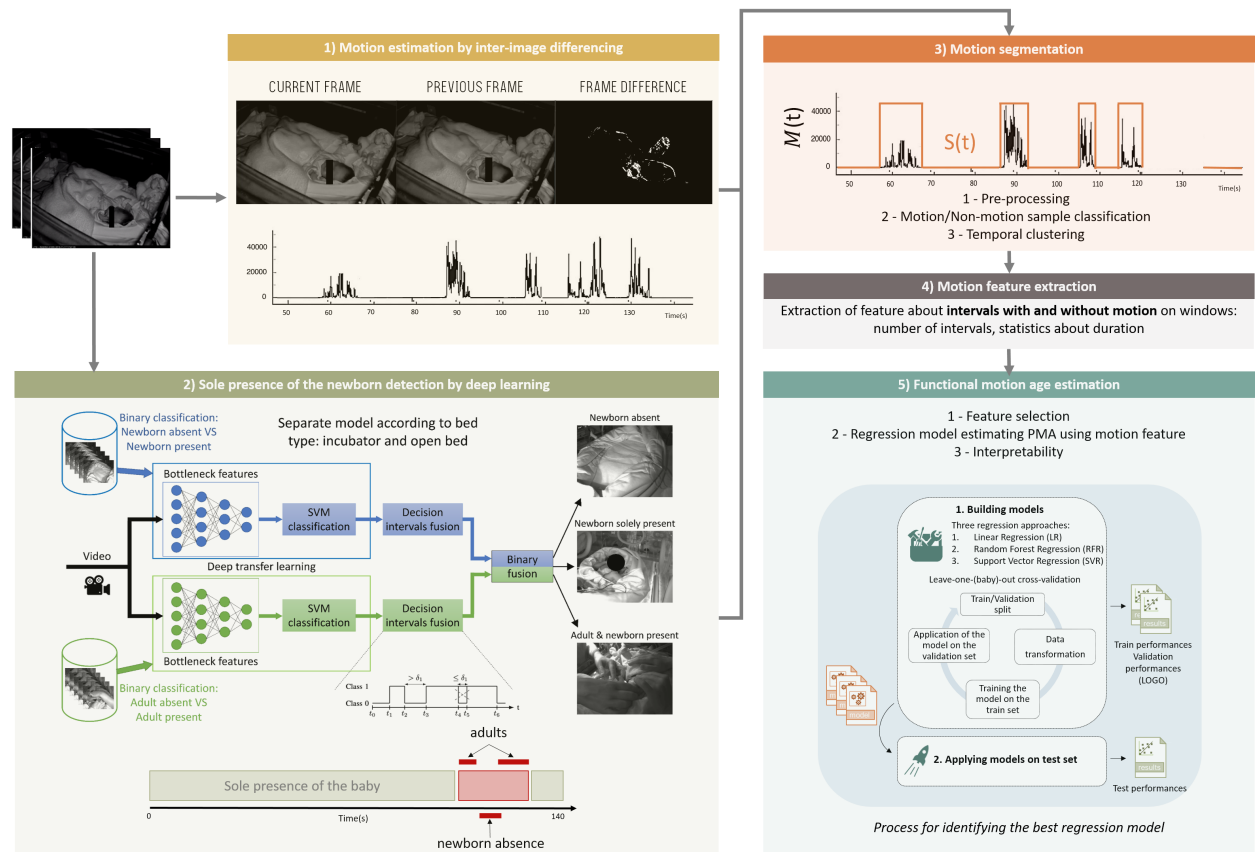 1) Motion estimation by inter-image differencing
CURRENT FRAME
PREVIOUS FRAME
FRAME DIFFERENCE
40000
20000
0
50
60
70
80
90
100
110
120
130
Time(s)
2) Sole presence of the newborn detection by deep learning
Binary classification:
Newborn absent VS
Newborn present
Separate model according to bed
type: incubator and open bed
Bottleneck features
SVM
classification
Decision
intervals fusion
Video
Deep transfer learning
Binary
fusion
SVM
classification
Decision
intervals fusion
Bottleneck features
Binary classification:
Adult absent VS
Adult present
Newborn absent
Newborn solely present
Adult & newborn present
> δ₁
≤ δ₁
Class 1
Class 0
t₀ t₁ t₂ t₃ t₄ t₅ t₆ t
adults
Sole presence of the baby
0
Time(s)
140
newborn absence
3) Motion segmentation
M(t)
40000
20000
0
S(t)
50
60
70
80
90
100
110
120
130
Time(s)
1 - Pre-processing
2 - Motion/Non-motion sample classification
3 - Temporal clustering
4) Motion feature extraction
Extraction of feature about intervals with and without motion on windows:
number of intervals, statistics about duration
5) Functional motion age estimation
1 - Feature selection
2 - Regression model estimating PMA using motion feature
3 - Interpretability
1. Building models
Three regression approaches:
1. Linear Regression (LR)
2. Random Forest Regression (RFR)
3. Support Vector Regression (SVR)
Leave-one-(baby)-out cross-validation
Train/Validation
split
Data
transformation
Training the
model on the
train set
Application of the
model on the
validation set
results
Train performances
Validation
performances
(LOGO)
model
2. Applying models on test set
results
Test performances
Process for identifying the best regression model